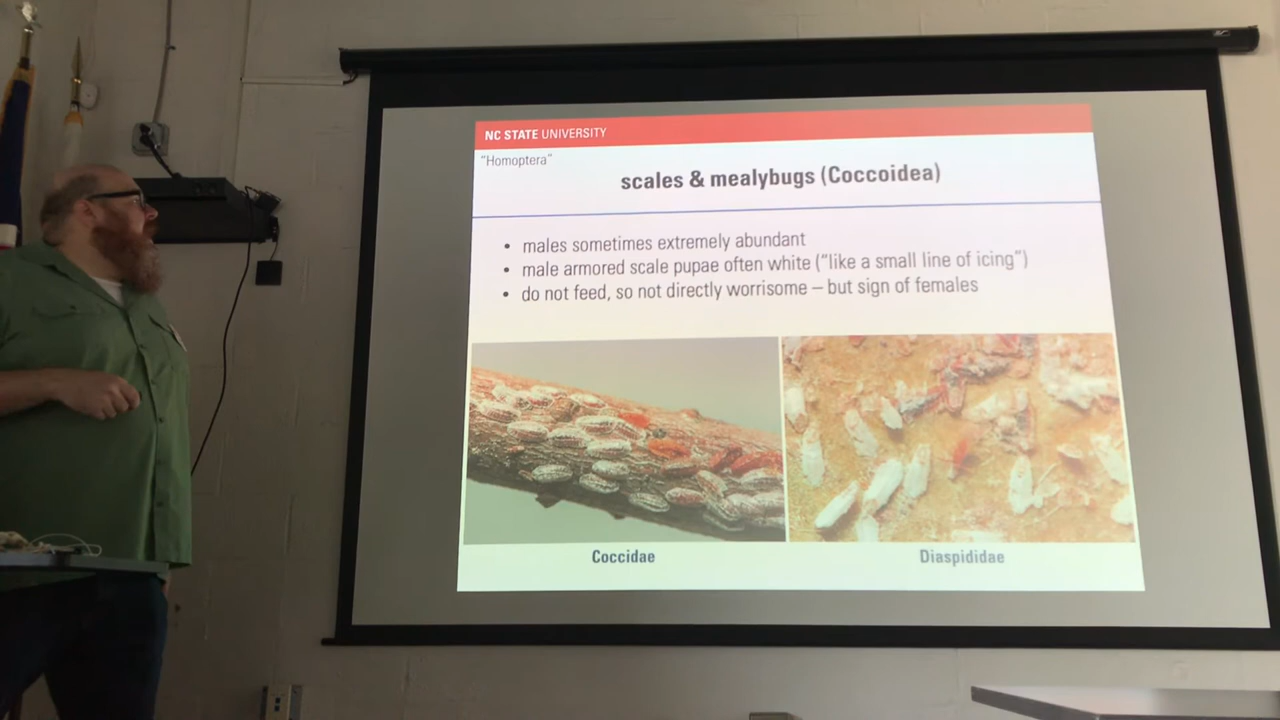 NC STATE UNIVERSITY
"Homoptera"
scales & mealybugs (Coccoidea)
• males sometimes extremely abundant
• male armored scale pupae often white ("like a small line of icing")
• do not feed, so not directly worrisome – but sign of females
Coccidae
Diaspididae